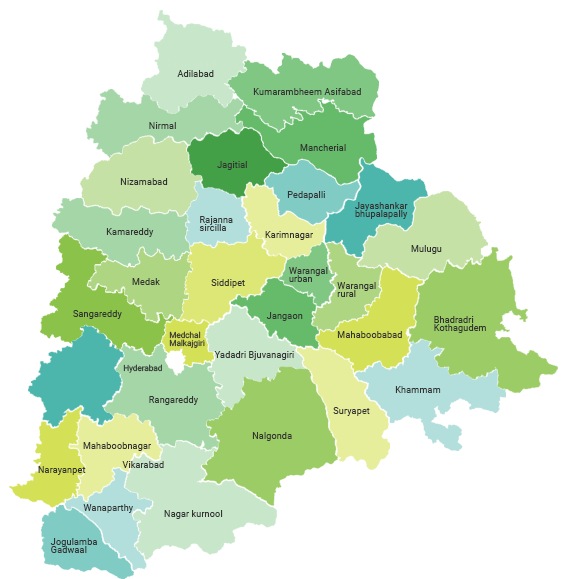 Adilabad
Kumarambheem Asifabad
Nirmal
Mancherial
Jagitial
Nizamabad
Pedapalli
Rajanna
sircilla
Jayashankar
bhupalapally
Kamareddy
Karimnagar
Mulugu
Medak
Siddipet
Warangal
urban
Warangal
rural
Sangareddy
Jangaon
Bhadradri
Kothagudem
Medchal
Malkajgiri
Mahaboobabad
Yadadri Bjuvanagiri
Hyderabad
Khammam
Rangareddy
Suryapet
Nalgonda
Mahaboobnagar
Vikarabad
Narayanpet
Wanaparthy
Nagar kurnool
Jogulamba
Gadwaal